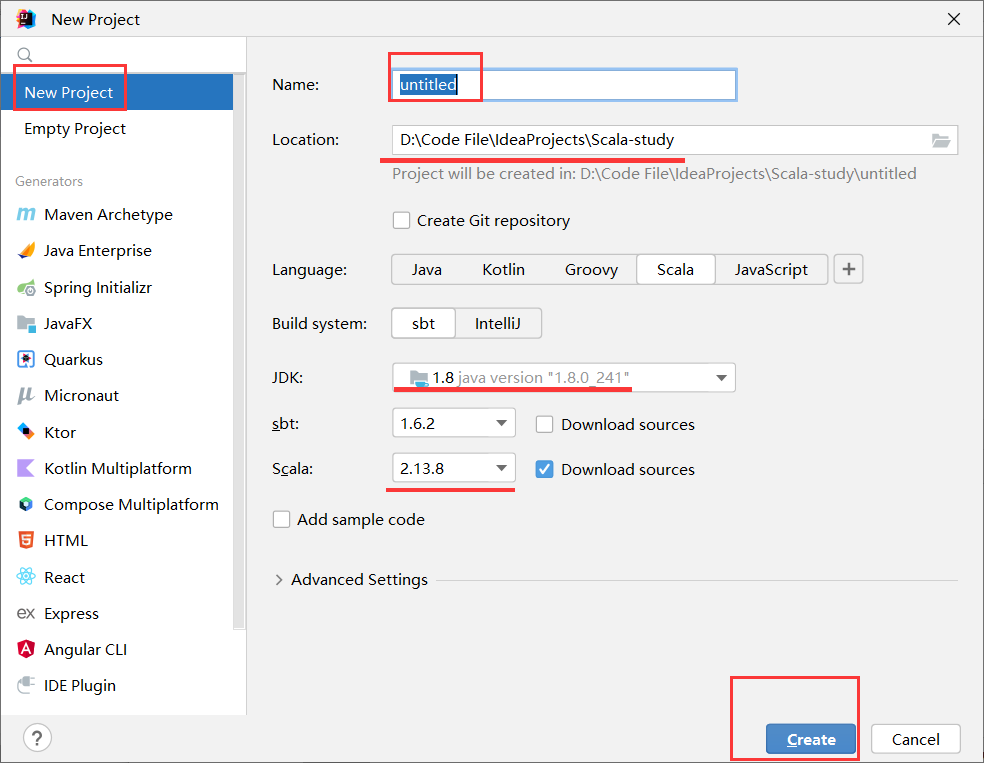 New Project
New Project
Empty Project
Generators
Maven Archetype
Java Enterprise
Spring Initializr
JavaFX
Quarkus
Micronaut
Ktor
Kotlin Multiplatform
Compose Multiplatform
HTML
React
ex Express
Angular CLI
IDE Plugin
?
Name: untitled
Location: D:\Code File\IdeaProjects\Scala-study
Project will be created in: D:\Code File\IdeaProjects\Scala-study\untitled
Create Git repository
Language: Java Kotlin Groovy Scala JavaScript +
Build system: sbt IntelliJ
JDK: 1.8 java version "1.8.0_241"
sbt: 1.6.2 Download sources
Scala: 2.13.8 Download sources
Add sample code
Advanced Settings
Create Cancel